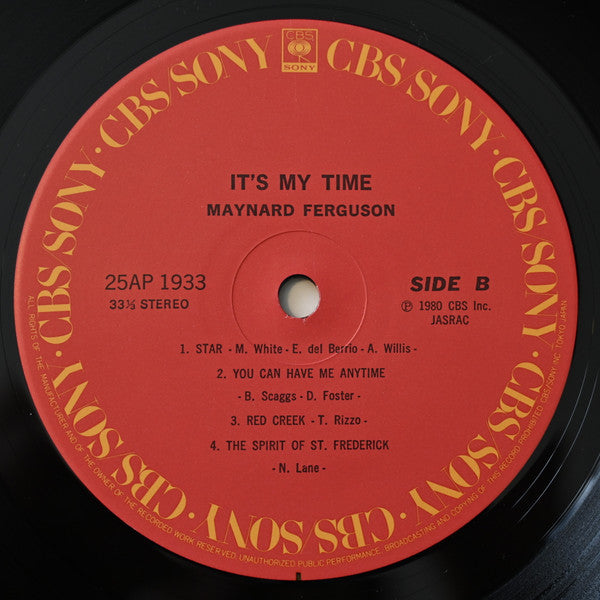 CBS
SONY
CBS/SONY · CBS/SONY · CBS/SONY · CBS/SONY · CBS/SONY · CBS/SONY · CBS/SONY · CBS/SONY ·
IT'S MY TIME
MAYNARD FERGUSON
25AP 1933
33⅓ STEREO
SIDE B
Ⓟ 1980 CBS Inc.
JASRAC
1. STAR - M. White - E. del Berrio - A. Willis -
2. YOU CAN HAVE ME ANYTIME
- B. Scaggs - D. Foster -
3. RED CREEK - T. Rizzo -
4. THE SPIRIT OF ST. FREDERICK
- N. Lane -
ALL RIGHTS OF THE MANUFACTURER AND OF THE OWNER OF THE RECORDED WORK RESERVED. UNAUTHORIZED PUBLIC PERFORMANCE, BROADCASTING AND COPYING OF THIS RECORD PROHIBITED. CBS/SONY INC. TOKYO JAPAN